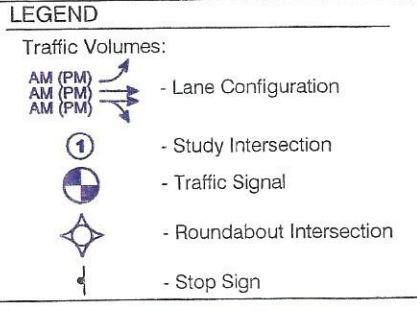 LEGEND
Traffic Volumes:
AM (PM)
AM (PM) - Lane Configuration
AM (PM)
1 - Study Intersection
- Traffic Signal
- Roundabout Intersection
- Stop Sign